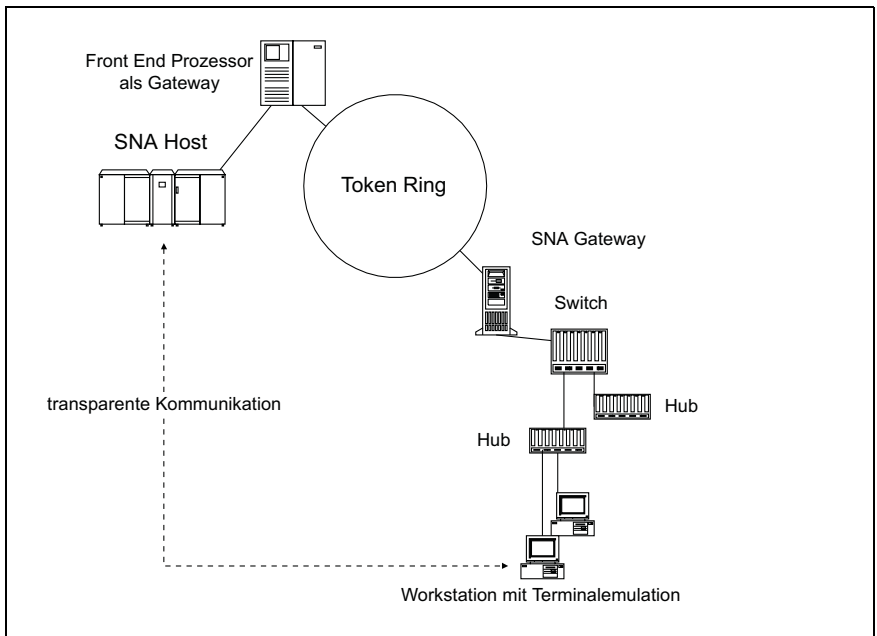 Front End Prozessor
als Gateway
SNA Host
Token Ring
SNA Gateway
Switch
transparente Kommunikation
Hub
Hub
Workstation mit Terminalemulation